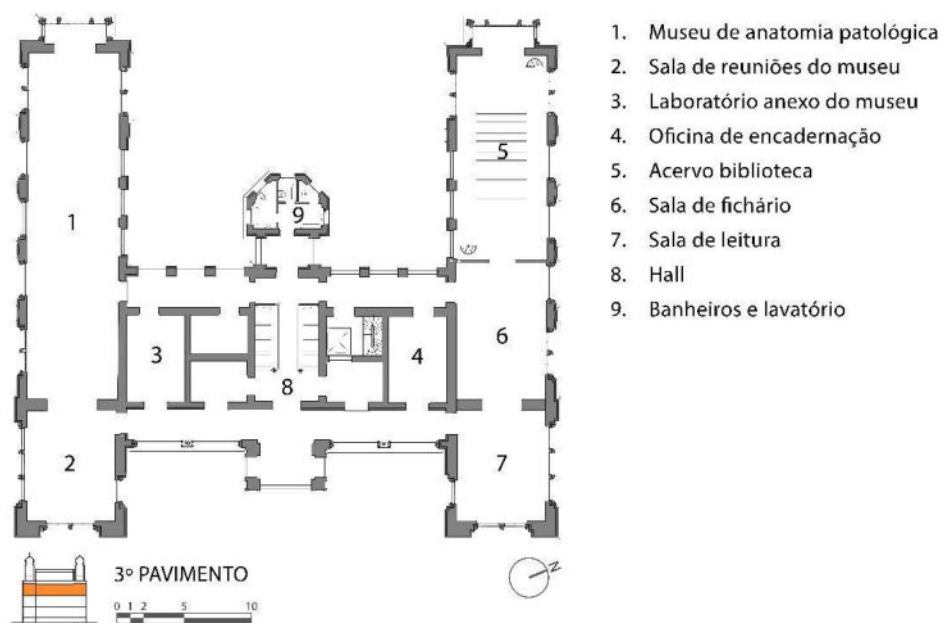 1. Museu de anatomia patológica
2. Sala de reuniões do museu
3. Laboratório anexo do museu
4. Oficina de encadernação
5. Acervo biblioteca
6. Sala de fichário
7. Sala de leitura
8. Hall
9. Banheiros e lavatório
5
9
1
3
4
6
8
2
7
3º PAVIMENTO
0 1 2 5 10
N